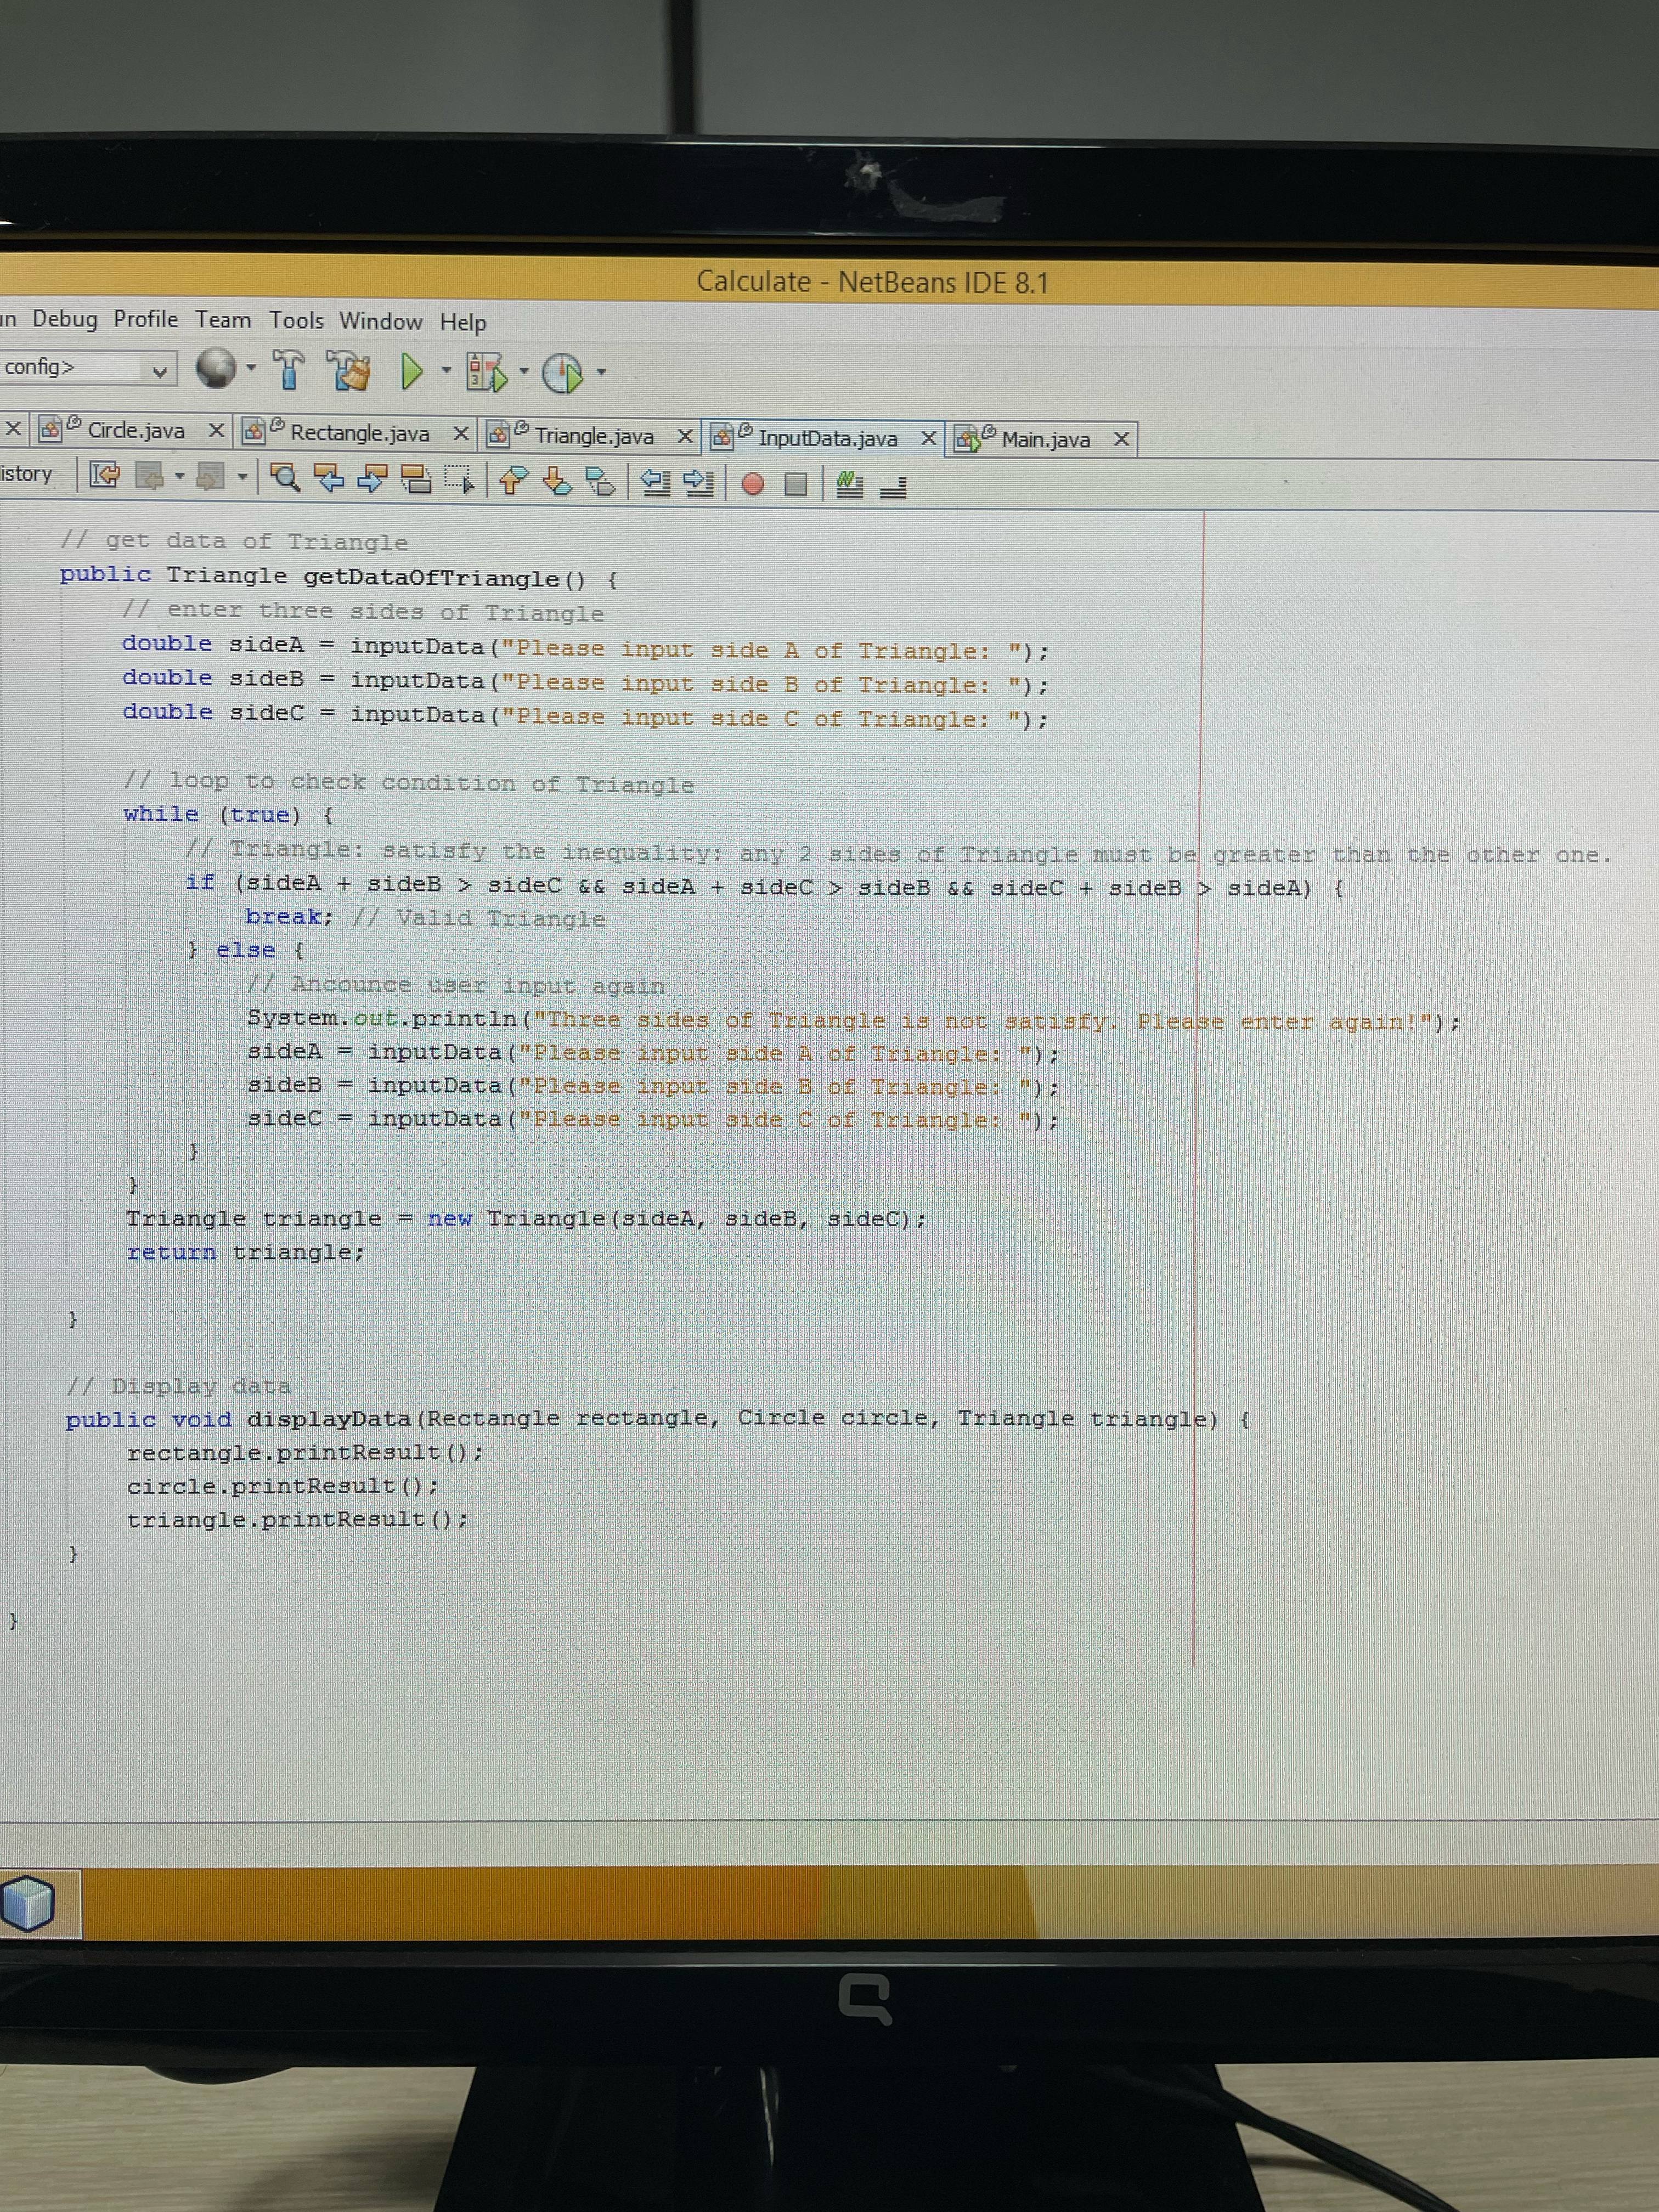 Calculate - NetBeans IDE 8.1
un Debug Profile Team Tools Window Help
config>
Circle.java Rectangle.java Triangle.java InputData.java Main.java
istory
// get data of Triangle
public Triangle getDataOfTriangle() {
// enter three sides of Triangle
double sideA = inputData("Please input side A of Triangle: ");
double sideB = inputData("Please input side B of Triangle: ");
double sideC = inputData("Please input side C of Triangle: ");
// loop to check condition of Triangle
while (true) {
// Triangle: satisfy the inequality: any 2 sides of Triangle must be greater than the other one.
if (sideA + sideB > sideC && sideA + sideC > sideB && sideC + sideB > sideA) {
break; // Valid Triangle
} else {
// Ancounce user input again
System.out.println("Three sides of Triangle is not satisfy. Please enter again!");
sideA = inputData("Please input side A of Triangle: ");
sideB = inputData("Please input side B of Triangle: ");
sideC = inputData("Please input side C of Triangle: ");
}
}
Triangle triangle = new Triangle(sideA, sideB, sideC);
return triangle;
}
// Display data
public void displayData(Rectangle rectangle, Circle circle, Triangle triangle) {
rectangle.printResult();
circle.printResult();
triangle.printResult();
}
}